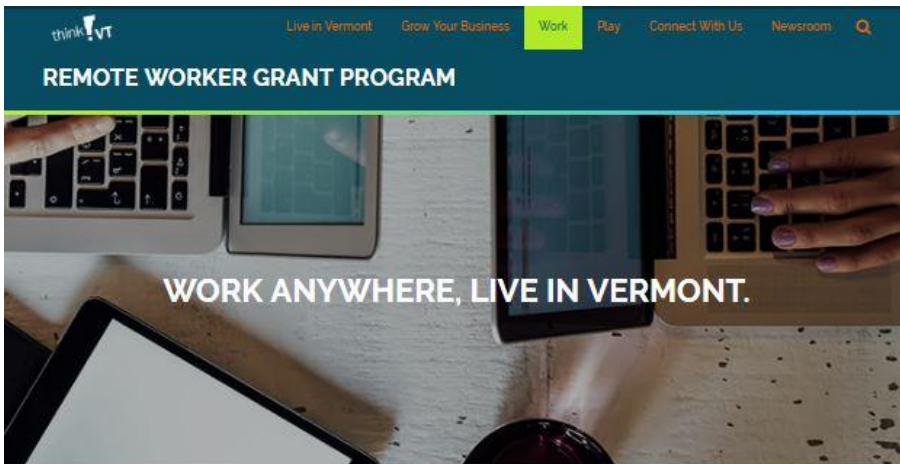 think!VT
Live in Vermont Grow Your Business Work Play Connect With Us Newsroom
REMOTE WORKER GRANT PROGRAM
WORK ANYWHERE, LIVE IN VERMONT.